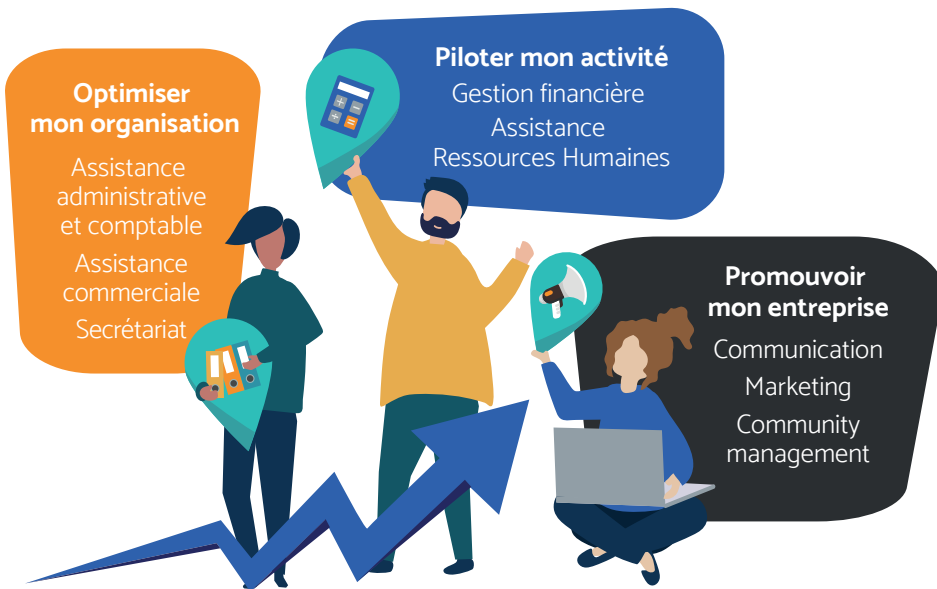 Optimiser
mon organisation
Assistance
administrative
et comptable
Assistance
commerciale
Secrétariat
Piloter mon activité
Gestion financière
Assistance
Ressources Humaines
Promouvoir
mon entreprise
Communication
Marketing
Community
management